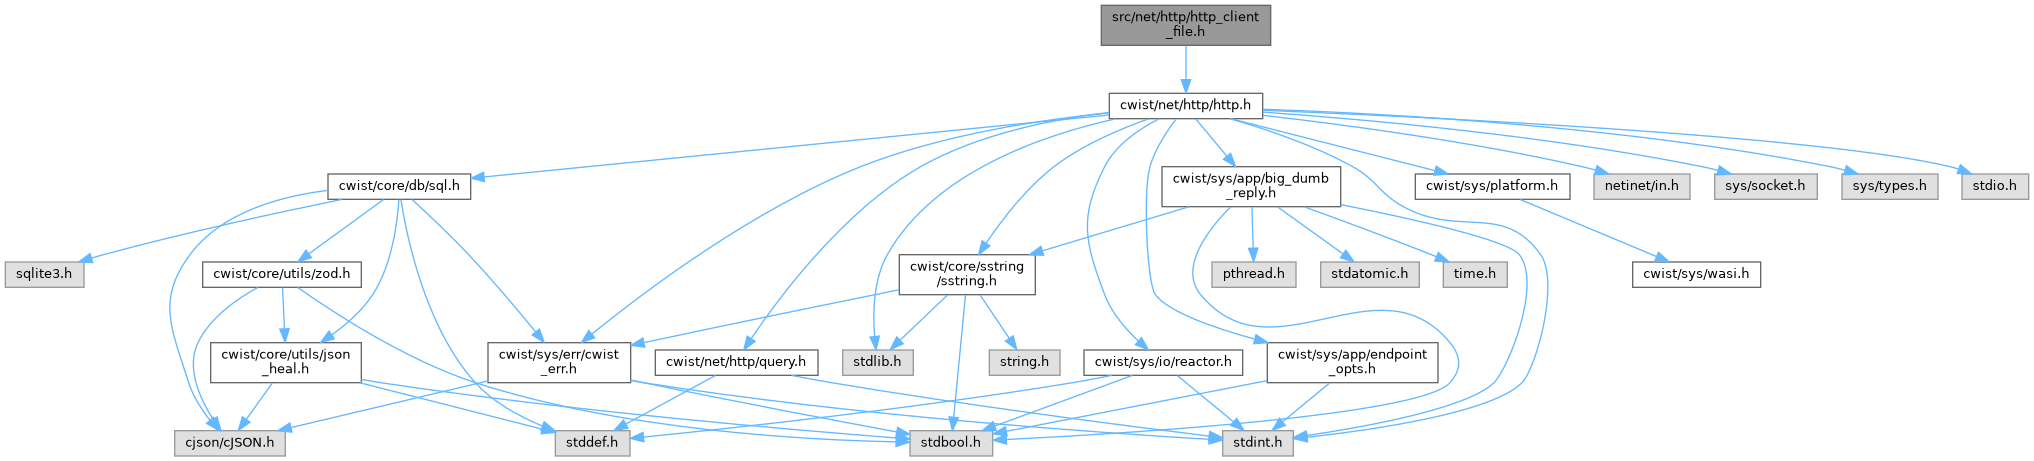 src/net/http/http_client
_file.h
cwist/net/http/http.h
cwist/core/db/sql.h
cwist/sys/app/big_dumb
_reply.h
cwist/sys/platform.h
netinet/in.h
sys/socket.h
sys/types.h
stdio.h
sqlite3.h
cwist/core/utils/zod.h
cwist/core/sstring
/sstring.h
pthread.h
stdatomic.h
time.h
cwist/sys/wasi.h
cwist/core/utils/json
_heal.h
cwist/sys/err/cwist
_err.h
cwist/net/http/query.h
stdlib.h
string.h
cwist/sys/io/reactor.h
cwist/sys/app/endpoint
_opts.h
cjson/cJSON.h
stddef.h
stdbool.h
stdint.h